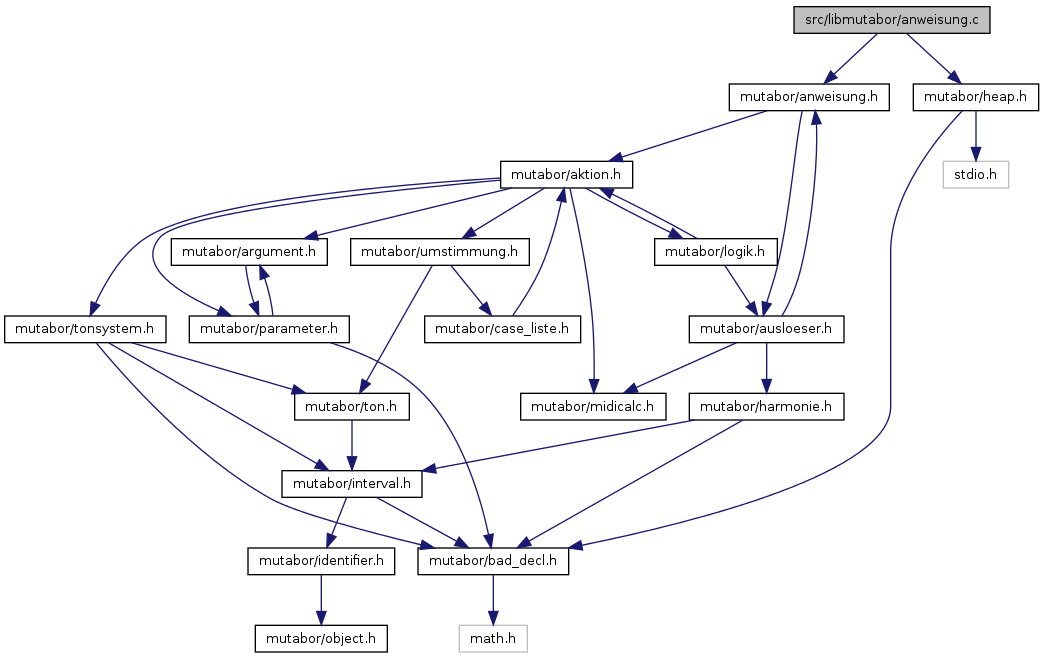 src/libmutabor/anweisung.c
mutabor/anweisung.h
mutabor/heap.h
mutabor/aktion.h
stdio.h
mutabor/argument.h
mutabor/umstimmung.h
mutabor/logik.h
mutabor/tonsystem.h
mutabor/parameter.h
mutabor/case_liste.h
mutabor/ausloeser.h
mutabor/ton.h
mutabor/midicalc.h
mutabor/harmonie.h
mutabor/interval.h
mutabor/identifier.h
mutabor/bad_decl.h
mutabor/object.h
math.h